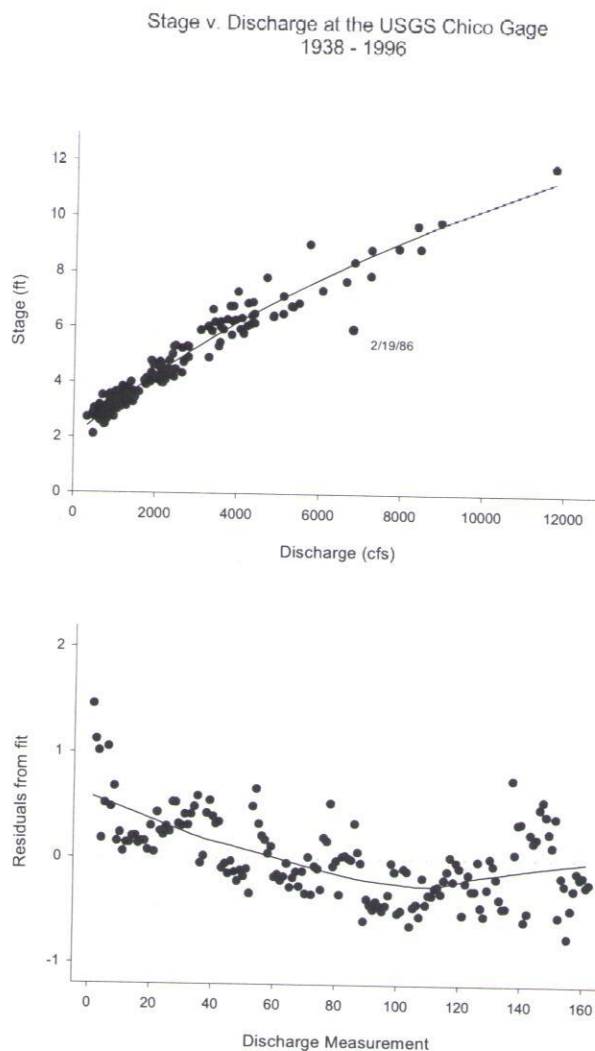 Stage v. Discharge at the USGS Chico Gage
1938 - 1996
12
10
8
6
4
2
0
Stage (ft)
2/19/86
0 2000 4000 6000 8000 10000 12000
Discharge (cfs)
2
1
0
-1
Residuals from fit
0 20 40 60 80 100 120 140 160
Discharge Measurement